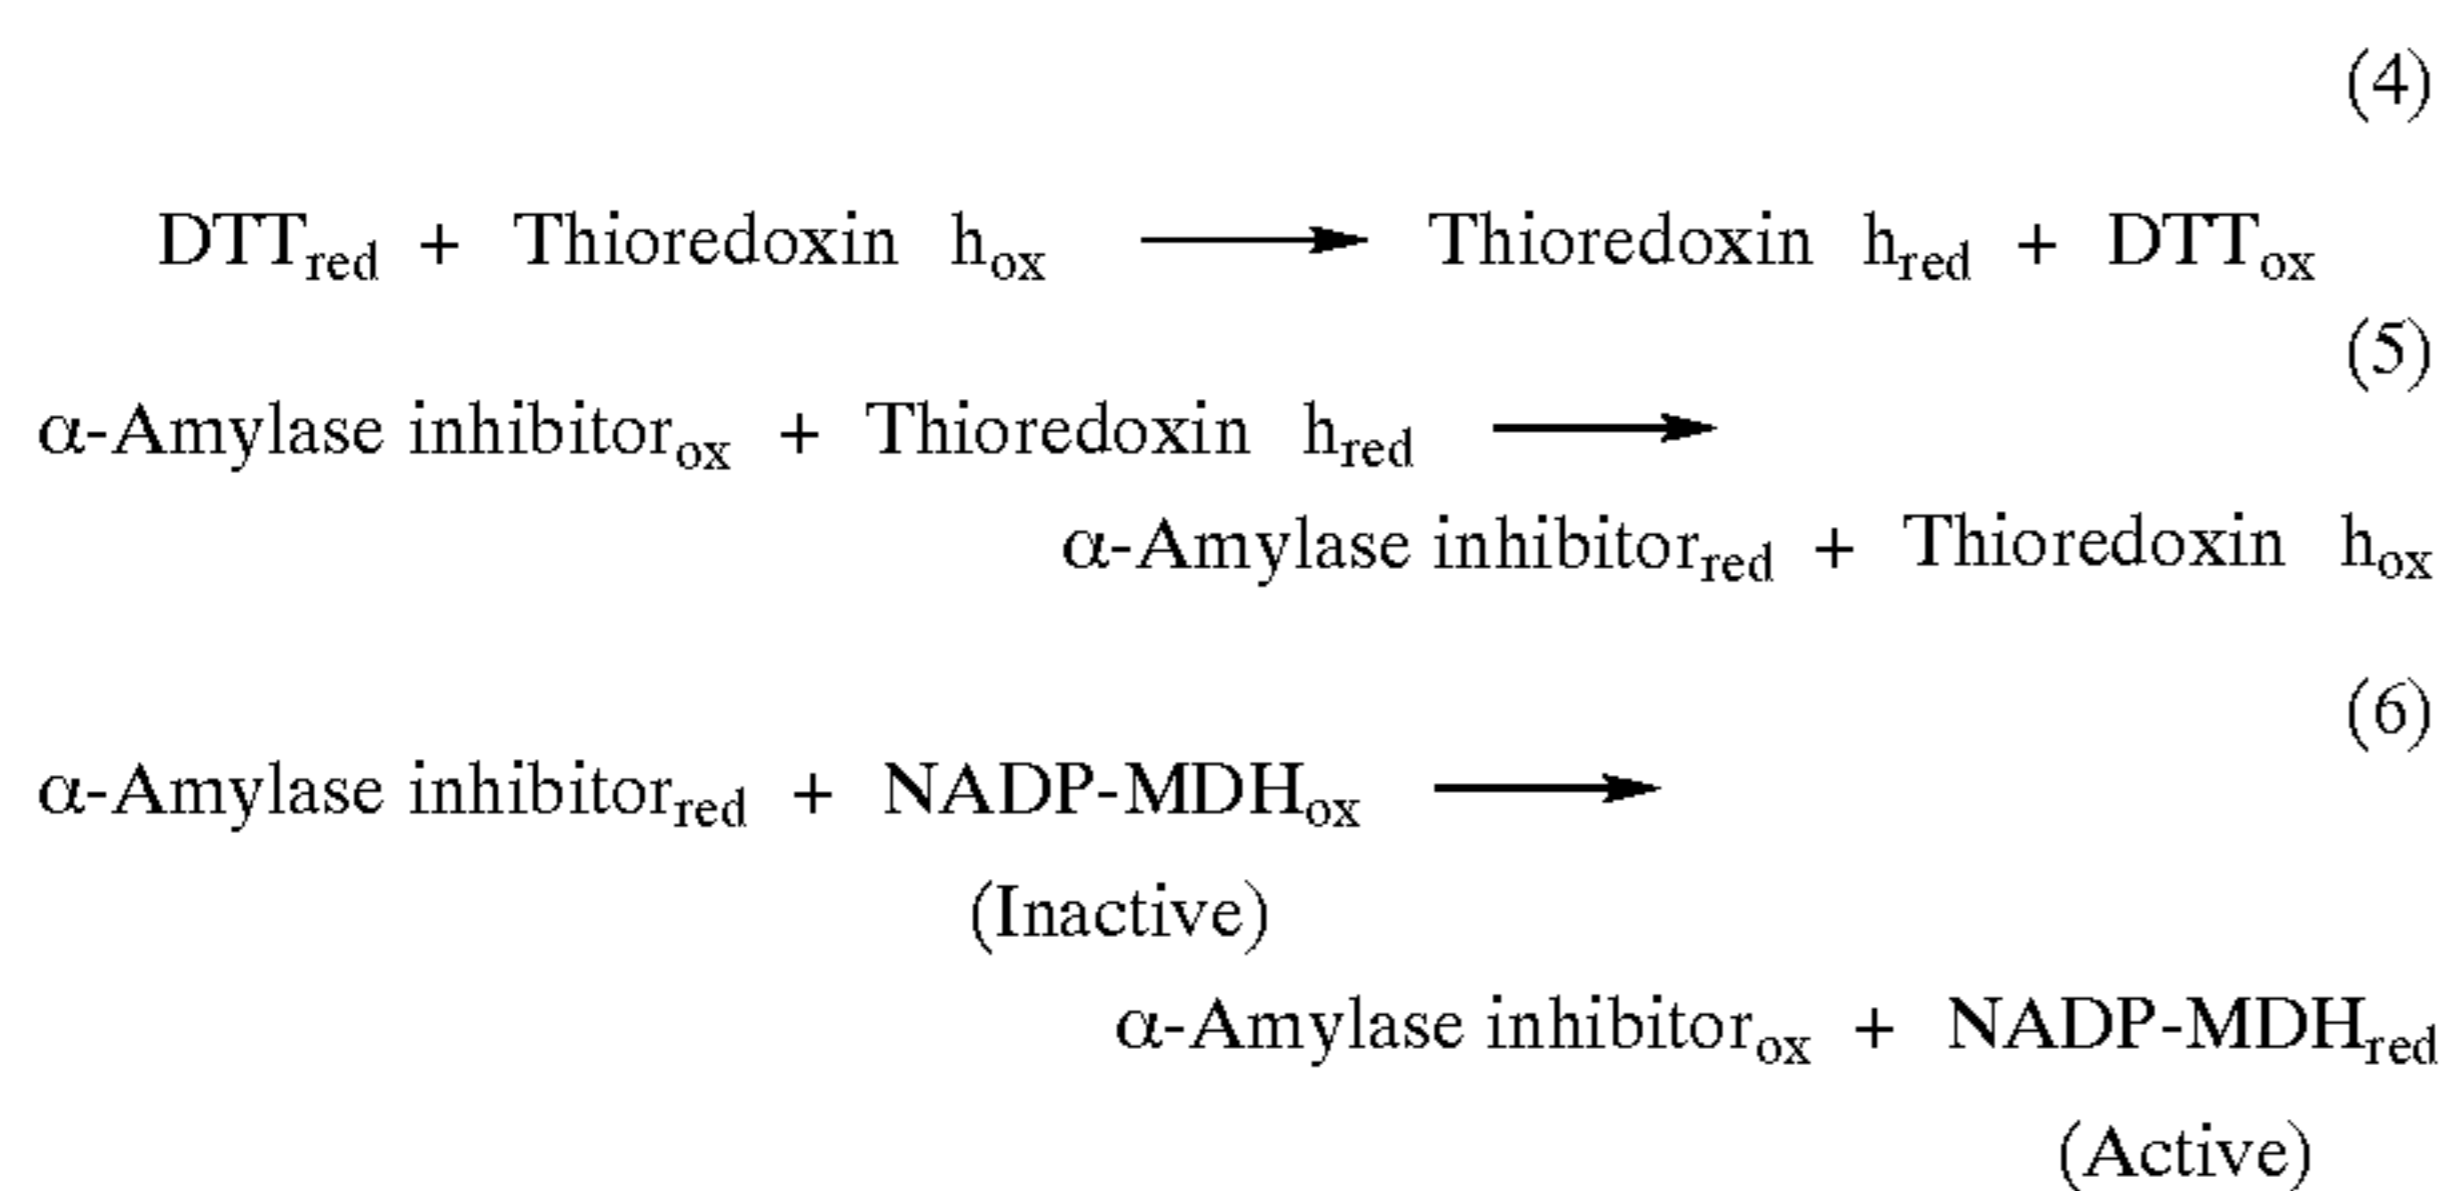 (4)
DTT_red + Thioredoxin h_ox ⟶ Thioredoxin h_red + DTT_ox
(5)
α-Amylase inhibitor_ox + Thioredoxin h_red ⟶
α-Amylase inhibitor_red + Thioredoxin h_ox
(6)
α-Amylase inhibitor_red + NADP-MDH_ox ⟶
(Inactive)
α-Amylase inhibitor_ox + NADP-MDH_red
(Active)